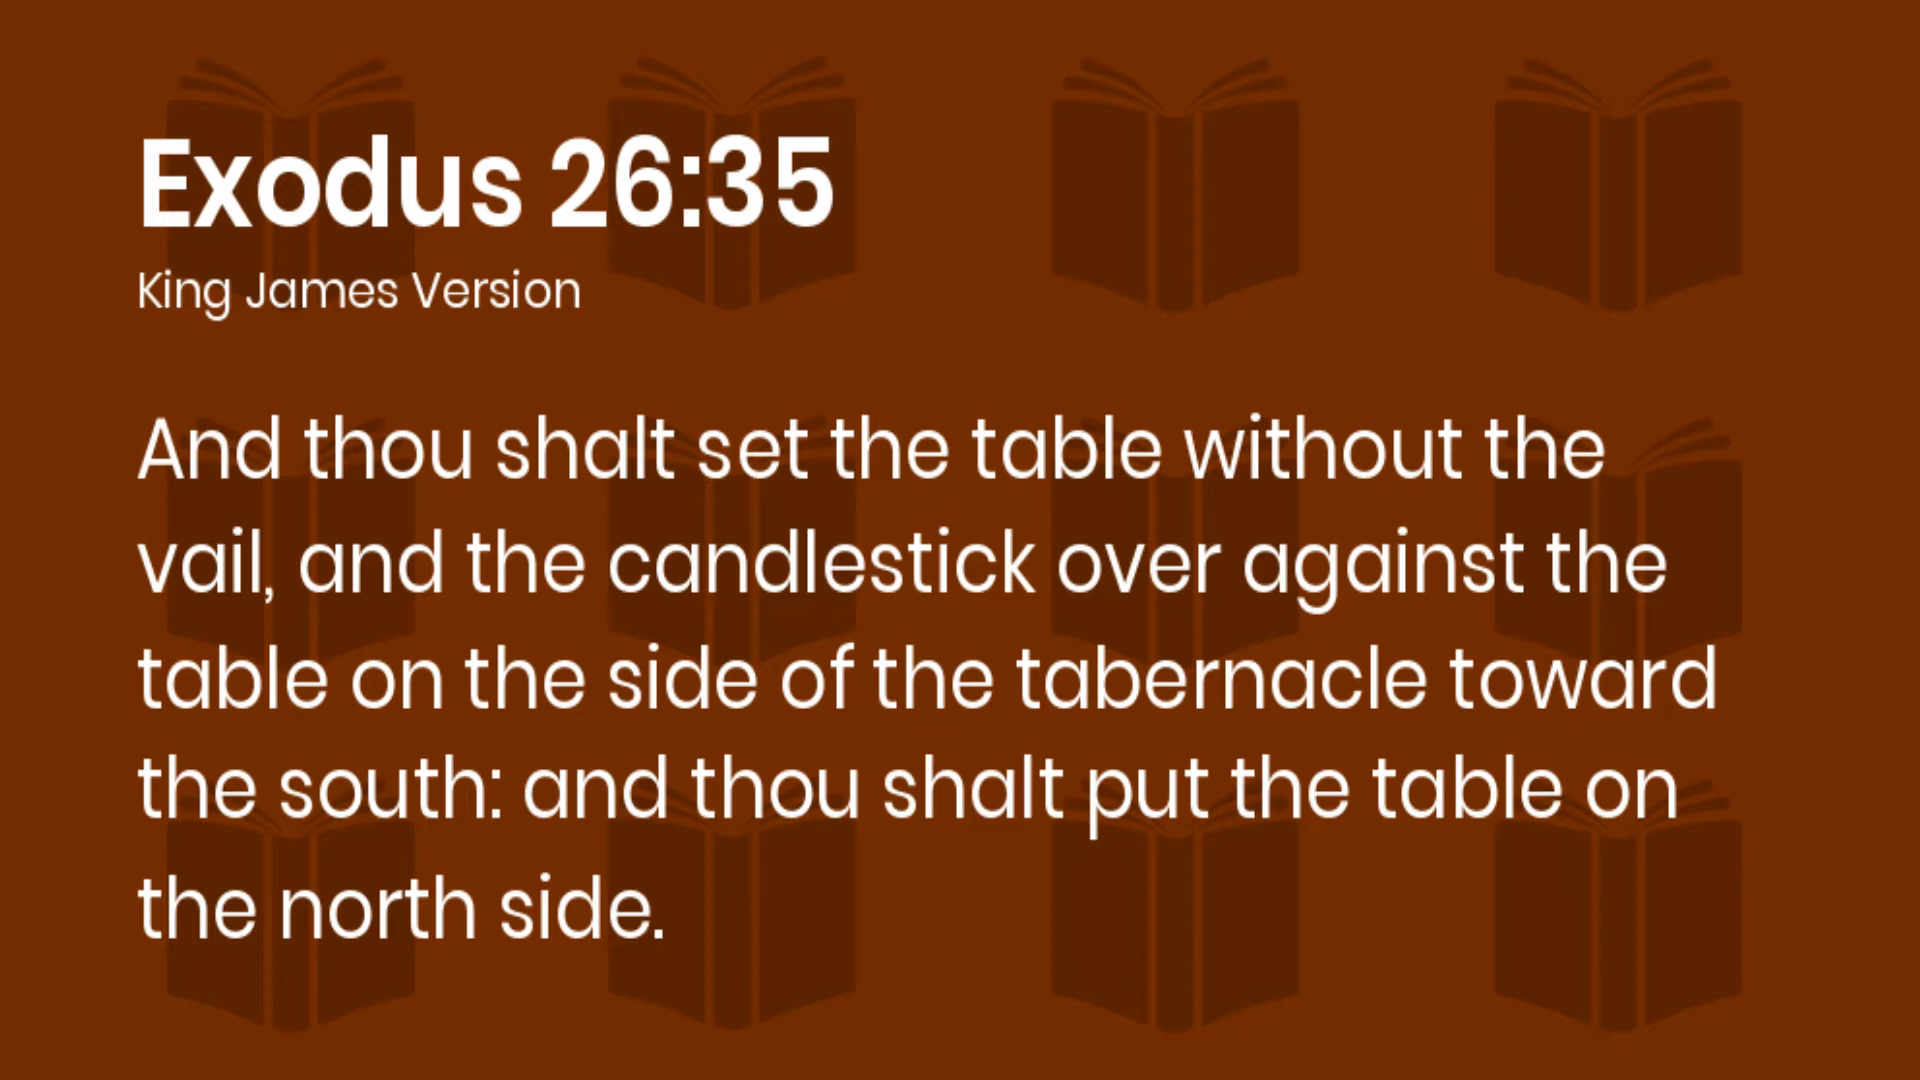 Exodus 26:35
King James Version
And thou shalt set the table without the
vail, and the candlestick over against the
table on the side of the tabernacle toward
the south: and thou shalt put the table on
the north side.